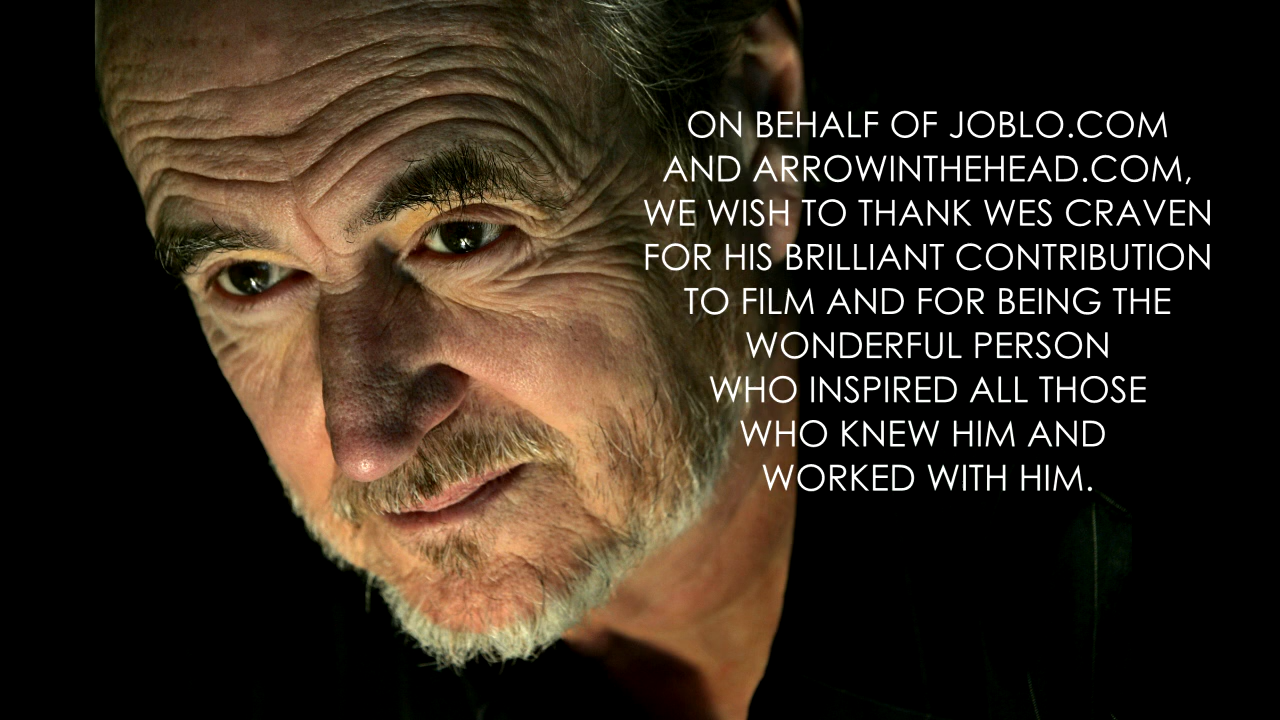 ON BEHALF OF JOBLO.COM
AND ARROWINTHEHEAD.COM,
WE WISH TO THANK WES CRAVEN
FOR HIS BRILLIANT CONTRIBUTION
TO FILM AND FOR BEING THE
WONDERFUL PERSON
WHO INSPIRED ALL THOSE
WHO KNEW HIM AND
WORKED WITH HIM.